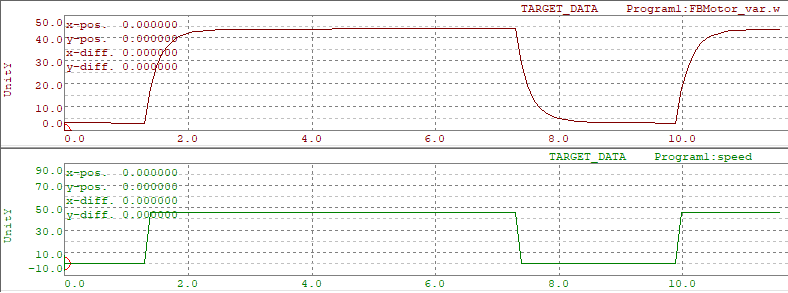 TARGET_DATA Program1:FBMotor_var.w
50.0
x-pos. 0.000000
40.0
y-pos. 0.000000
x-diff. 0.000000
y-diff. 0.000000
20.0
10.0
0.0
UnitY
0.0 2.0 4.0 6.0 8.0 10.0
TARGET_DATA Program1:speed
90.0
x-pos. 0.000000
70.0
y-pos. 0.000000
x-diff. 0.000000
50.0
y-diff. 0.000000
30.0
10.0
-10.0
UnitY
0.0 2.0 4.0 6.0 8.0 10.0